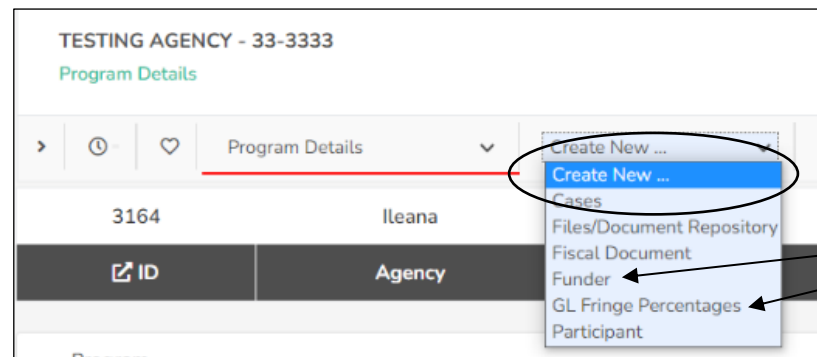 TESTING AGENCY - 33-3333
Program Details
Program Details
Create New ...
Create New ...
Cases
Files/Document Repository
Fiscal Document
Funder
GL Fringe Percentages
Participant
3164
Ileana
ID
Agency